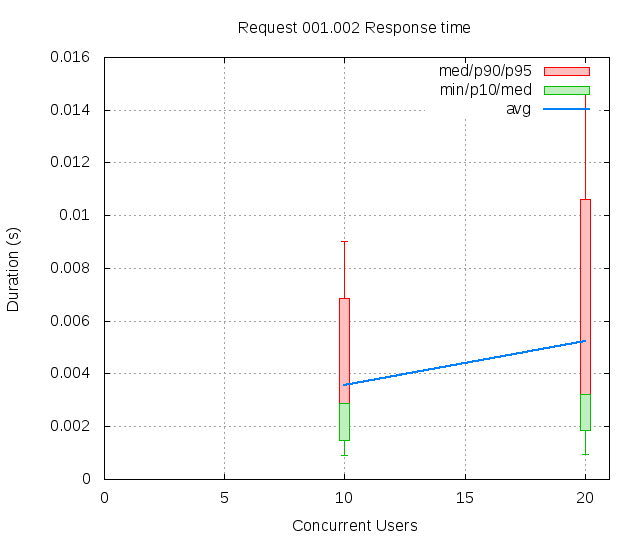 Request 001.002 Response time
0.016
0.014
0.012
0.01
0.008
0.006
0.004
0.002
0
med/p90/p95
min/p10/med
avg
Duration (s)
0 5 10 15 20
Concurrent Users